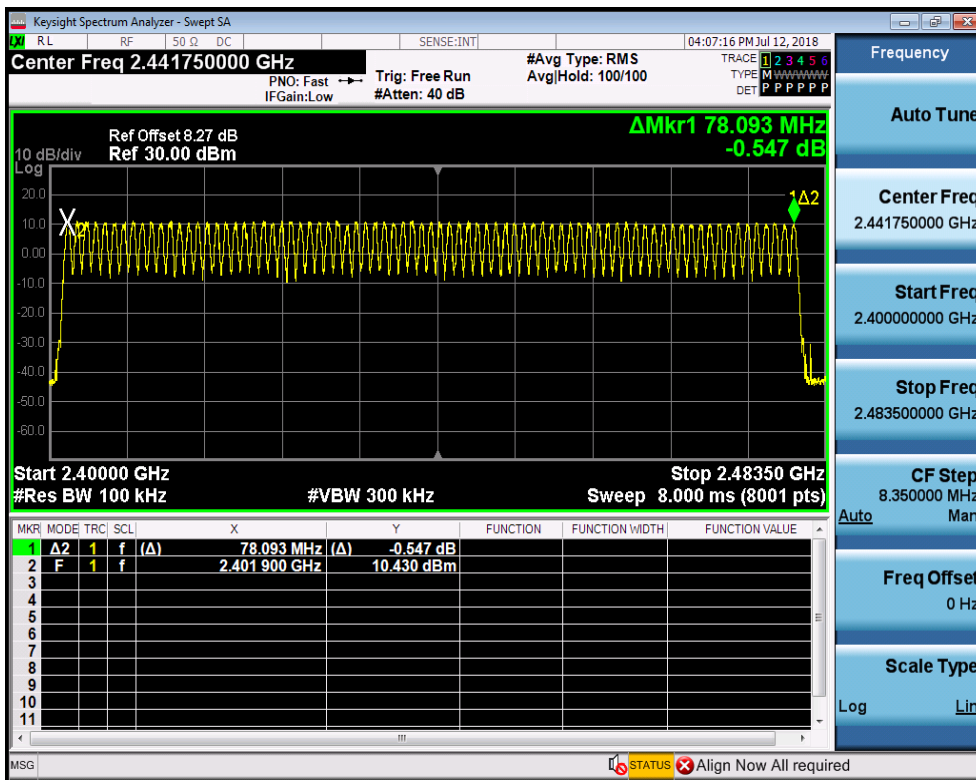 Keysight Spectrum Analyzer - Swept SA
LXI RL RF 50 Ω DC SENSE:INT 04:07:16 PM Jul 12, 2018
Center Freq 2.441750000 GHz
PNO: Fast
IFGain:Low
Trig: Free Run
#Atten: 40 dB
#Avg Type: RMS
Avg|Hold: 100/100
TRACE 1 2 3 4 5 6
TYPE M WWWWW
DET P P P P P P
ΔMkr1 78.093 MHz
-0.547 dB
Ref Offset 8.27 dB
10 dB/div Ref 30.00 dBm
Log
1Δ2
20.0
10.0
0.00
-10.0
-20.0
-30.0
-40.0
-50.0
-60.0
Start 2.40000 GHz Stop 2.48350 GHz
#Res BW 100 kHz #VBW 300 kHz Sweep 8.000 ms (8001 pts)
MKR MODE TRC SCL X Y FUNCTION FUNCTION WIDTH FUNCTION VALUE
1 Δ2 1 f (Δ) 78.093 MHz (Δ) -0.547 dB
2 F 1 f 2.401 900 GHz 10.430 dBm
3
4
5
6
7
8
9
10
11
MSG STATUS Align Now All required
Frequency
Auto Tune
Center Freq
2.441750000 GHz
Start Freq
2.400000000 GHz
Stop Freq
2.483500000 GHz
CF Step
8.350000 MHz
Auto Man
Freq Offset
0 Hz
Scale Type
Log Lin